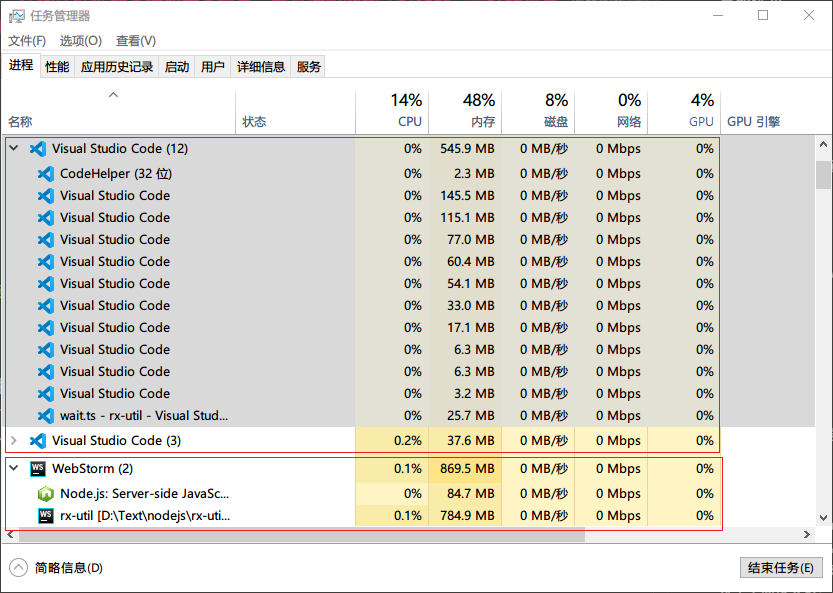 任务管理器
文件(F) 选项(O) 查看(V)
进程 性能 应用历史记录 启动 用户 详细信息 服务
14% 48% 8% 0% 4%
名称 状态 CPU 内存 磁盘 网络 GPU GPU 引擎
Visual Studio Code (12) 0% 545.9 MB 0 MB/秒 0 Mbps 0%
CodeHelper (32 位) 0% 2.3 MB 0 MB/秒 0 Mbps 0%
Visual Studio Code 0% 145.5 MB 0 MB/秒 0 Mbps 0%
Visual Studio Code 0% 115.1 MB 0 MB/秒 0 Mbps 0%
Visual Studio Code 0% 77.0 MB 0 MB/秒 0 Mbps 0%
Visual Studio Code 0% 60.4 MB 0 MB/秒 0 Mbps 0%
Visual Studio Code 0% 54.1 MB 0 MB/秒 0 Mbps 0%
Visual Studio Code 0% 33.0 MB 0 MB/秒 0 Mbps 0%
Visual Studio Code 0% 17.1 MB 0 MB/秒 0 Mbps 0%
Visual Studio Code 0% 6.3 MB 0 MB/秒 0 Mbps 0%
Visual Studio Code 0% 6.3 MB 0 MB/秒 0 Mbps 0%
Visual Studio Code 0% 3.2 MB 0 MB/秒 0 Mbps 0%
wait.ts - rx-util - Visual Stud... 0% 25.7 MB 0 MB/秒 0 Mbps 0%
Visual Studio Code (3) 0.2% 37.6 MB 0 MB/秒 0 Mbps 0%
WS WebStorm (2) 0.1% 869.5 MB 0 MB/秒 0 Mbps 0%
Node.js: Server-side JavaSc... 0% 84.7 MB 0 MB/秒 0 Mbps 0%
WS rx-util [D:\Text\nodejs\rx-uti... 0.1% 784.9 MB 0 MB/秒 0 Mbps 0%
简略信息(D) 结束任务(E)